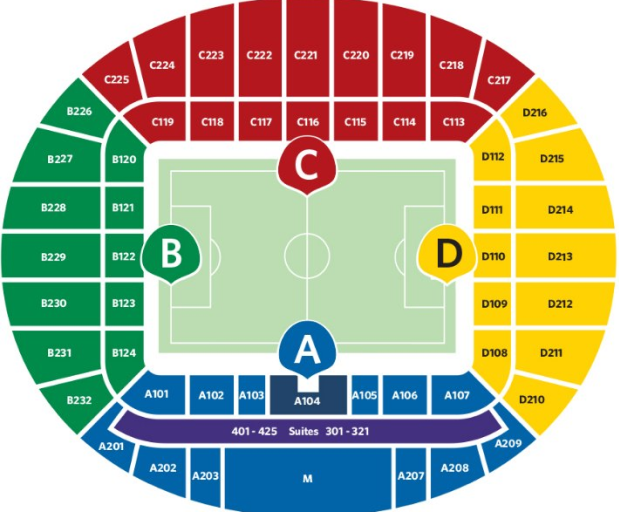 C225 C224 C223 C222 C221 C220 C219 C218 C217
C119 C118 C117 C116 C115 C114 C113
B226 B120 C D112 D216
B227 D215
B228 B121 D111 D214
B229 B122 B D D110 D213
B230 B123 D109 D212
B231 B124 A D108 D211
B232 A101 A102 A103 A104 A105 A106 A107 D210
401 - 425 Suites 301 - 321
A201 A202 A203 M A207 A208 A209